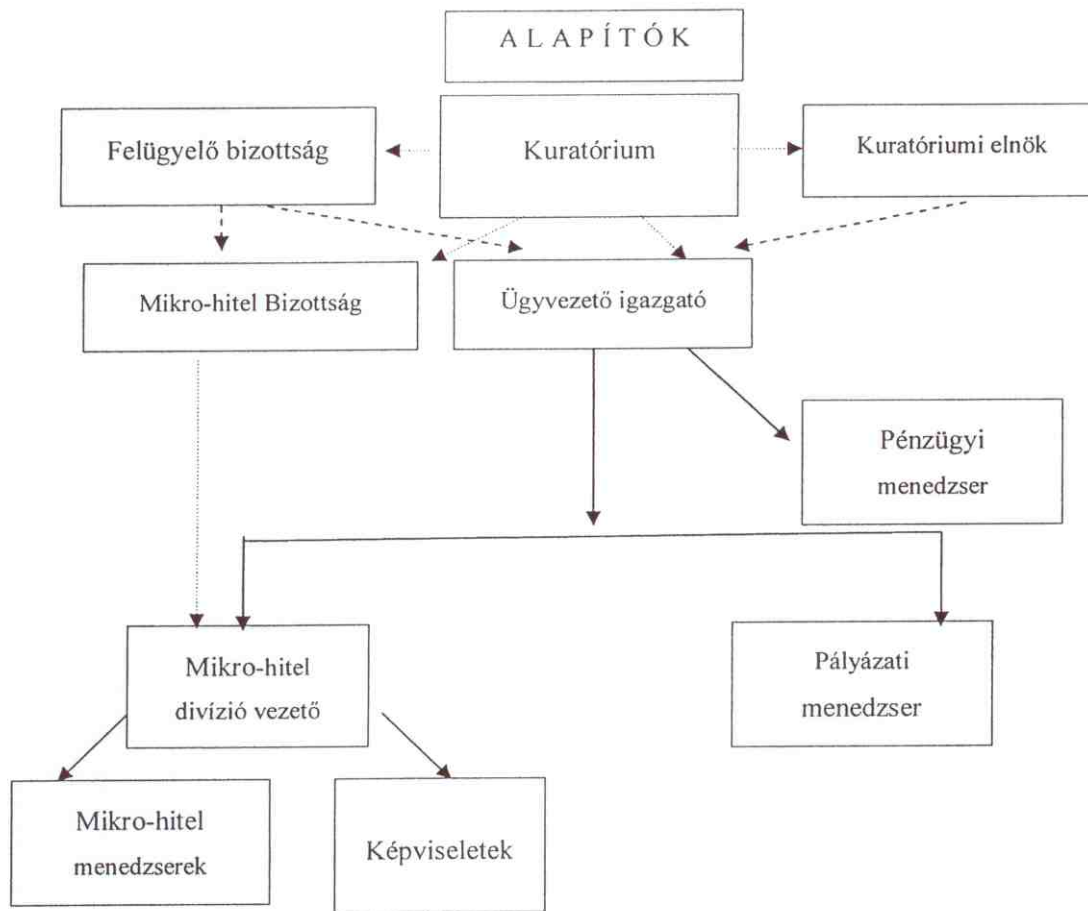 ALAPÍTÓK
Felügyelő bizottság
Kuratórium
Kuratóriumi elnök
Mikro-hitel Bizottság
Ügyvezető igazgató
Pénzügyi
menedzser
Mikro-hitel
divízió vezető
Pályázati
menedzser
Mikro-hitel
menedzserek
Képviseletek